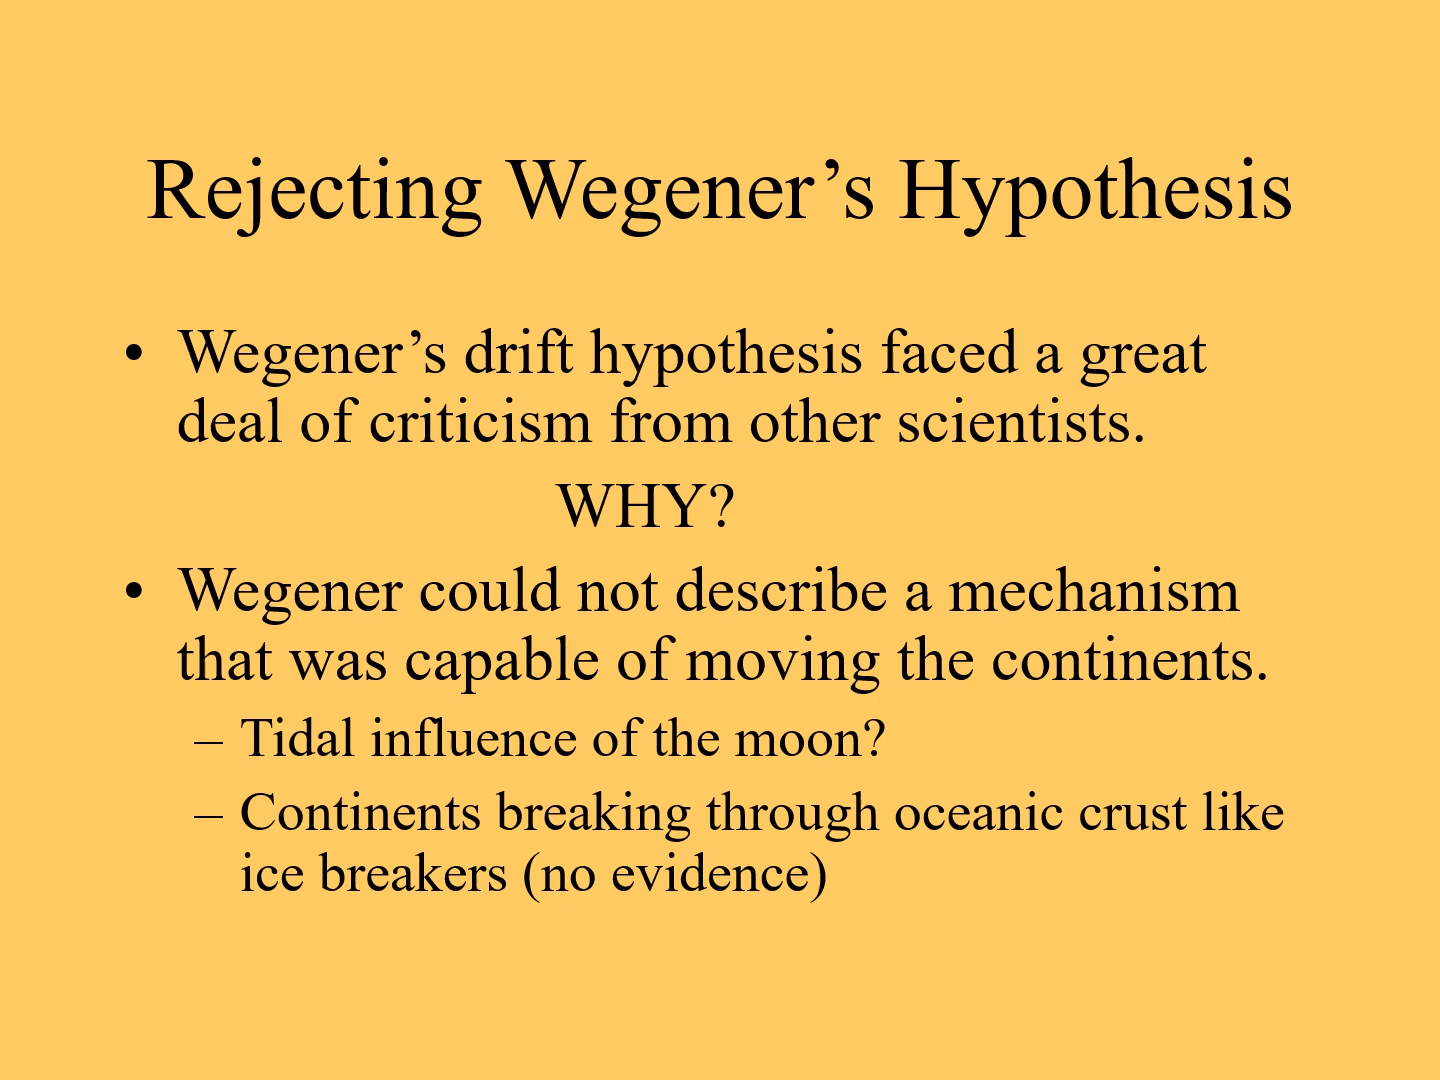 Rejecting Wegener’s Hypothesis
• Wegener’s drift hypothesis faced a great
deal of criticism from other scientists.
WHY?
• Wegener could not describe a mechanism
that was capable of moving the continents.
– Tidal influence of the moon?
– Continents breaking through oceanic crust like
ice breakers (no evidence)